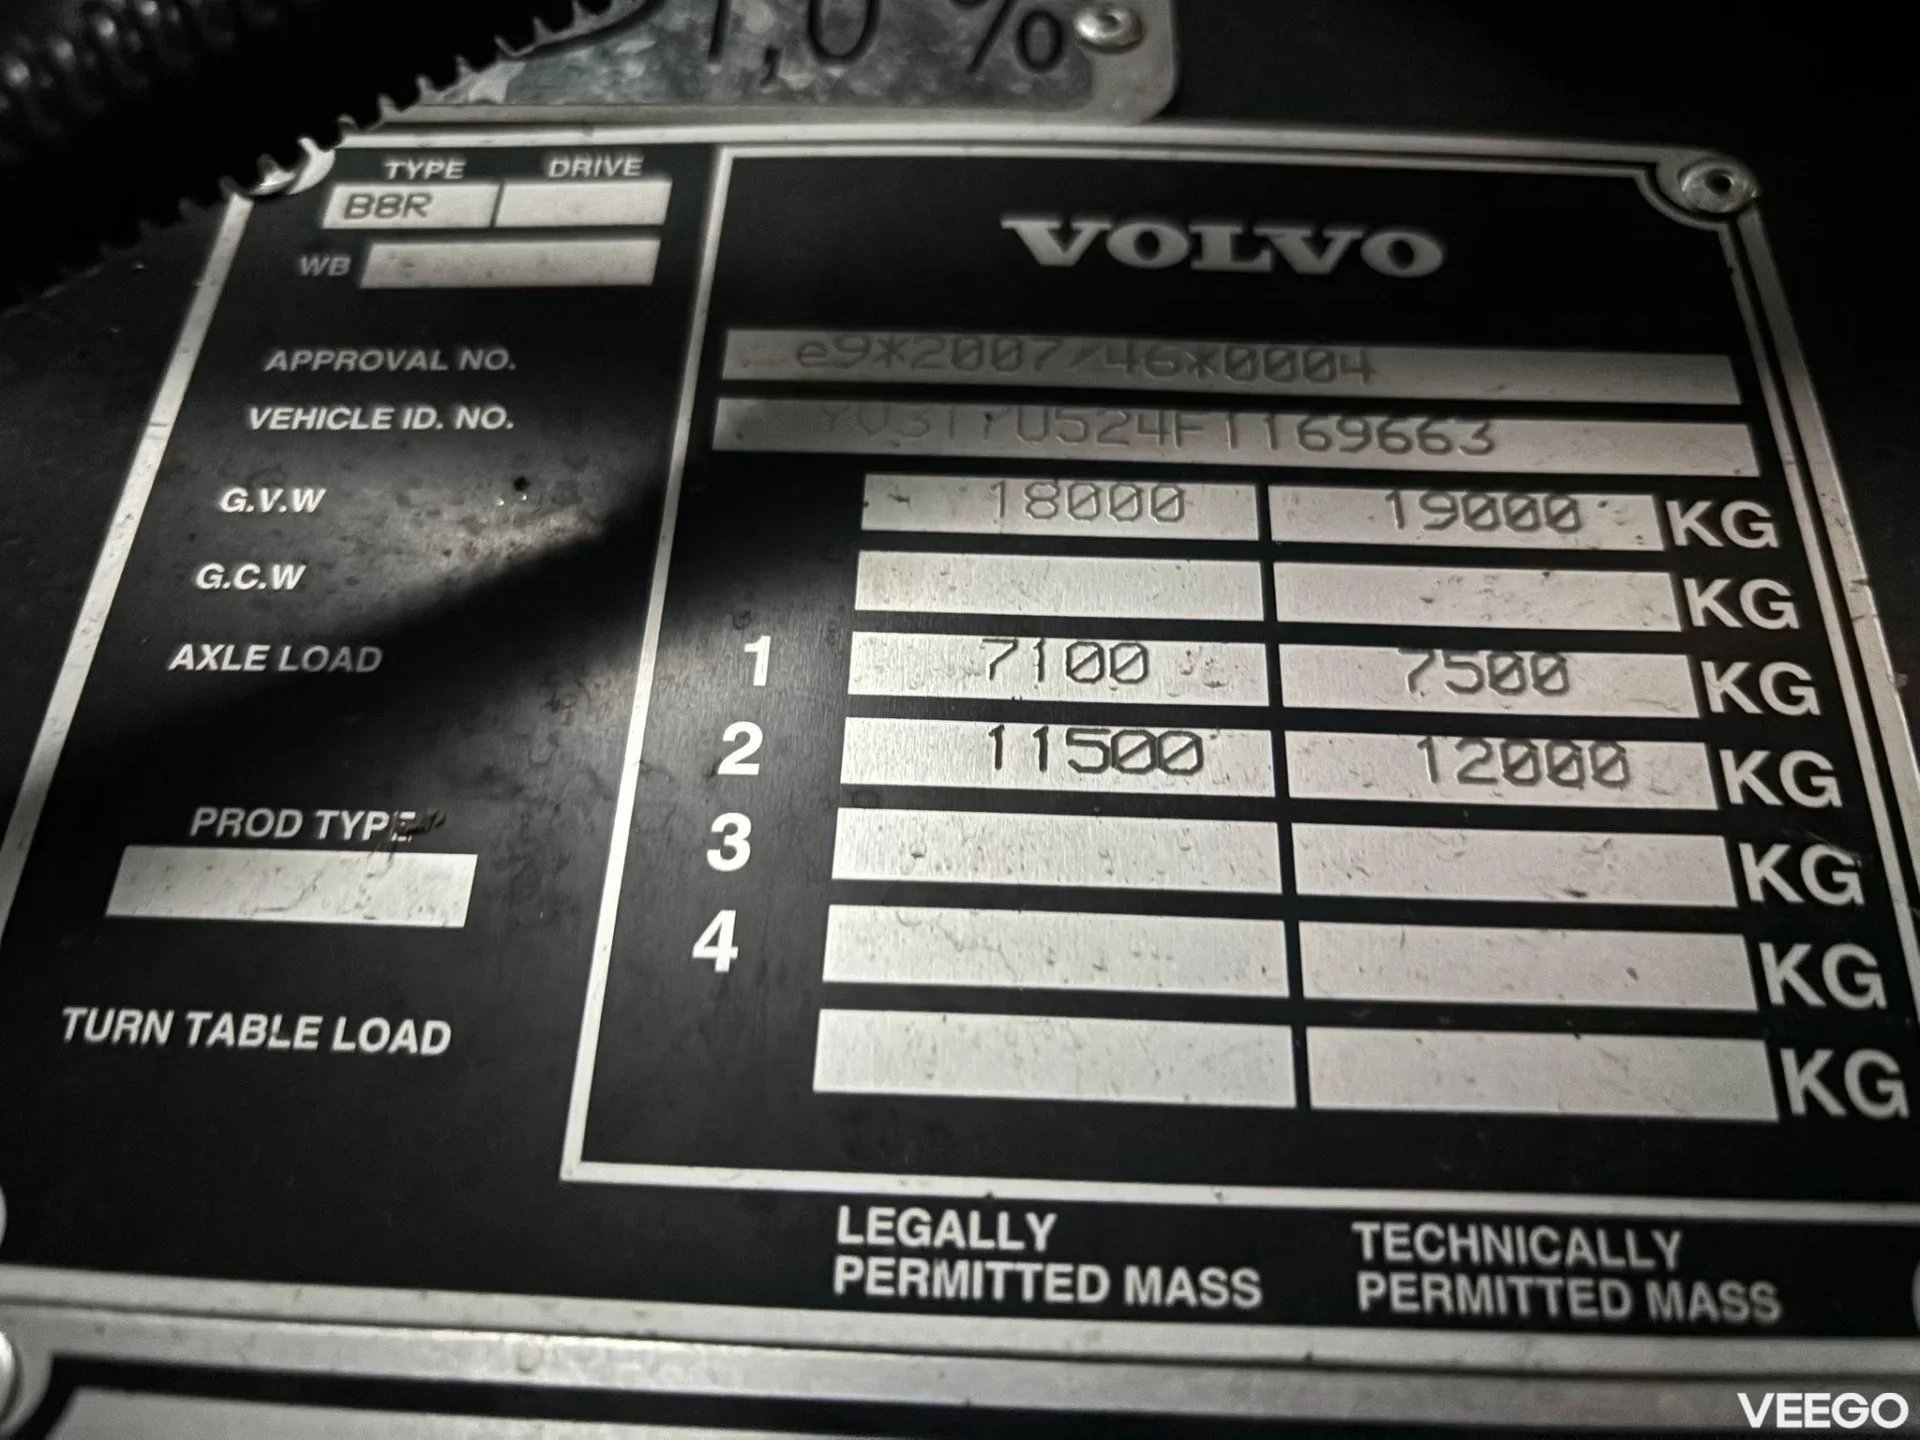 1,0 %
TYPE DRIVE
B8R
WB
VOLVO
APPROVAL NO. e9*2007/46*0004
VEHICLE ID. NO. YV3T7U524F1169663
G.V.W 18000 19000 KG
G.C.W KG
AXLE LOAD 1 7100 7500 KG
2 11500 12000 KG
PROD TYPE
3 KG
4 KG
TURN TABLE LOAD KG
LEGALLY PERMITTED MASS
TECHNICALLY PERMITTED MASS
VEEGO